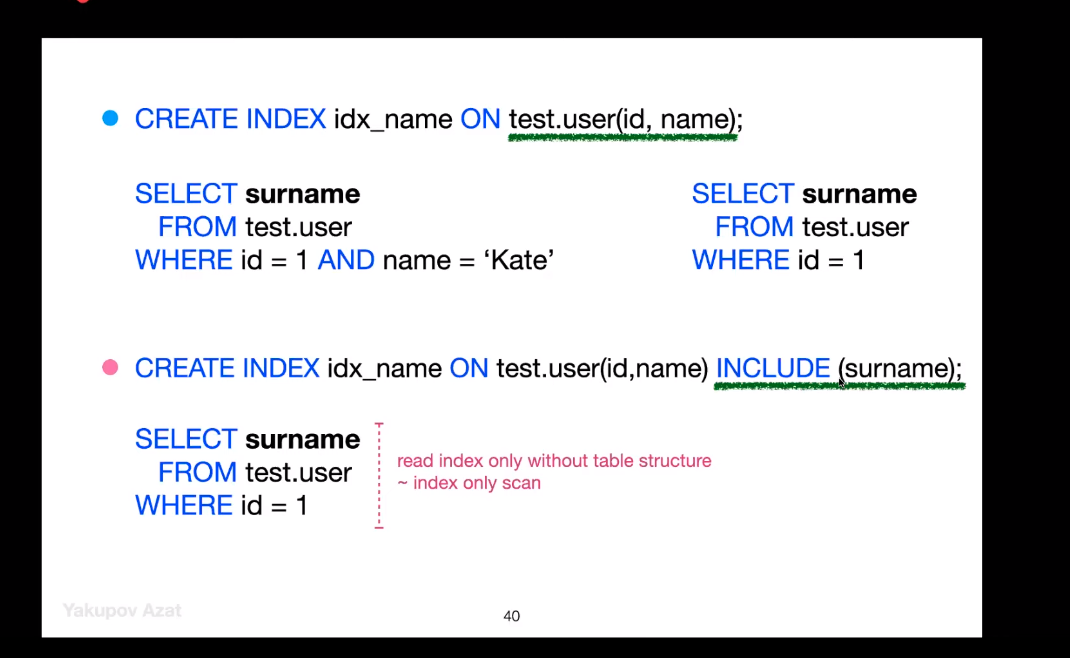 CREATE INDEX idx_name ON test.user(id, name);
SELECT surname
FROM test.user
WHERE id = 1 AND name = ‘Kate’
SELECT surname
FROM test.user
WHERE id = 1
CREATE INDEX idx_name ON test.user(id,name) INCLUDE (surname);
SELECT surname
FROM test.user
WHERE id = 1
read index only without table structure
~ index only scan
Yakupov Azat
40